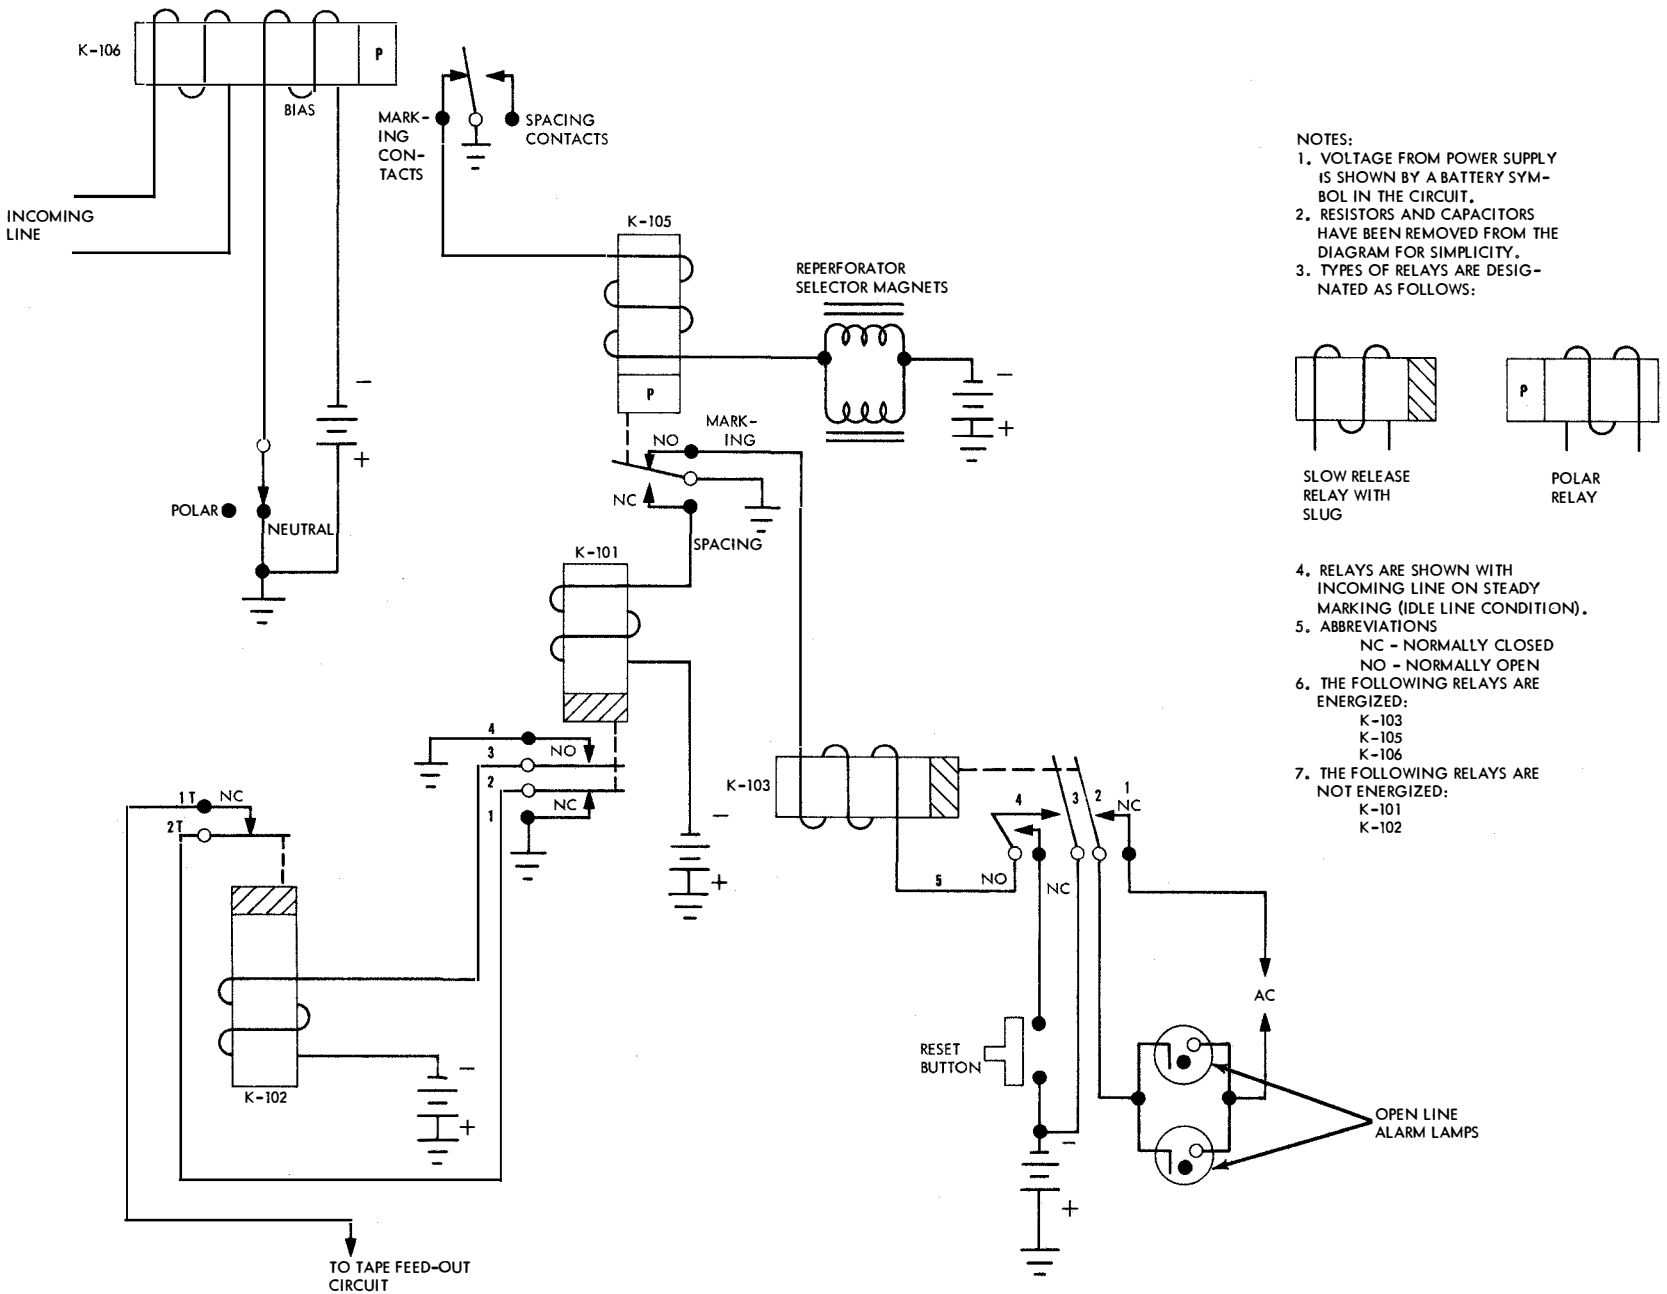 K-106
P
BIAS
MARK-
ING
CON-
TACTS
SPACING
CONTACTS
INCOMING
LINE
K-105
P
REPERFORATOR
SELECTOR MAGNETS
−
+
−
+
POLAR
NEUTRAL
MARK-
ING
NO
NC
SPACING
K-101
4
NO
3
2
NC
1
−
+
1T
NC
2T
K-102
−
+
TO TAPE FEED-OUT
CIRCUIT
K-103
4
3
2
1
NC
5
NO
NC
RESET
BUTTON
−
+
AC
OPEN LINE
ALARM LAMPS
NOTES:
1. VOLTAGE FROM POWER SUPPLY
IS SHOWN BY A BATTERY SYM-
BOL IN THE CIRCUIT.
2. RESISTORS AND CAPACITORS
HAVE BEEN REMOVED FROM THE
DIAGRAM FOR SIMPLICITY.
3. TYPES OF RELAYS ARE DESIG-
NATED AS FOLLOWS:
P
SLOW RELEASE
RELAY WITH
SLUG
POLAR
RELAY
4. RELAYS ARE SHOWN WITH
INCOMING LINE ON STEADY
MARKING (IDLE LINE CONDITION).
5. ABBREVIATIONS
NC - NORMALLY CLOSED
NO - NORMALLY OPEN
6. THE FOLLOWING RELAYS ARE
ENERGIZED:
K-103
K-105
K-106
7. THE FOLLOWING RELAYS ARE
NOT ENERGIZED:
K-101
K-102